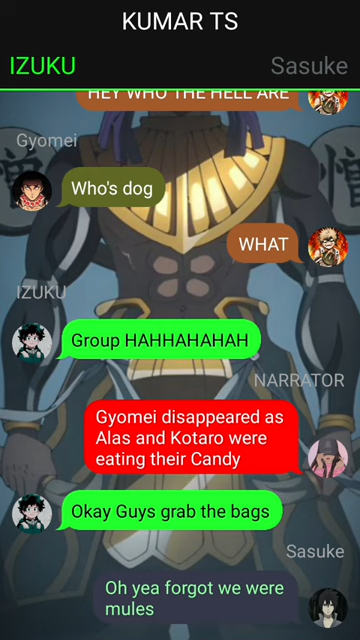 KUMAR TS
IZUKU
Sasuke
HEY WHO THE HELL ARE
Gyomei
Who's dog
WHAT
IZUKU
Group HAHHAHAHAH
NARRATOR
Gyomei disappeared as
Alas and Kotaro were
eating their Candy
Okay Guys grab the bags
Sasuke
Oh yea forgot we were
mules
憎
憎